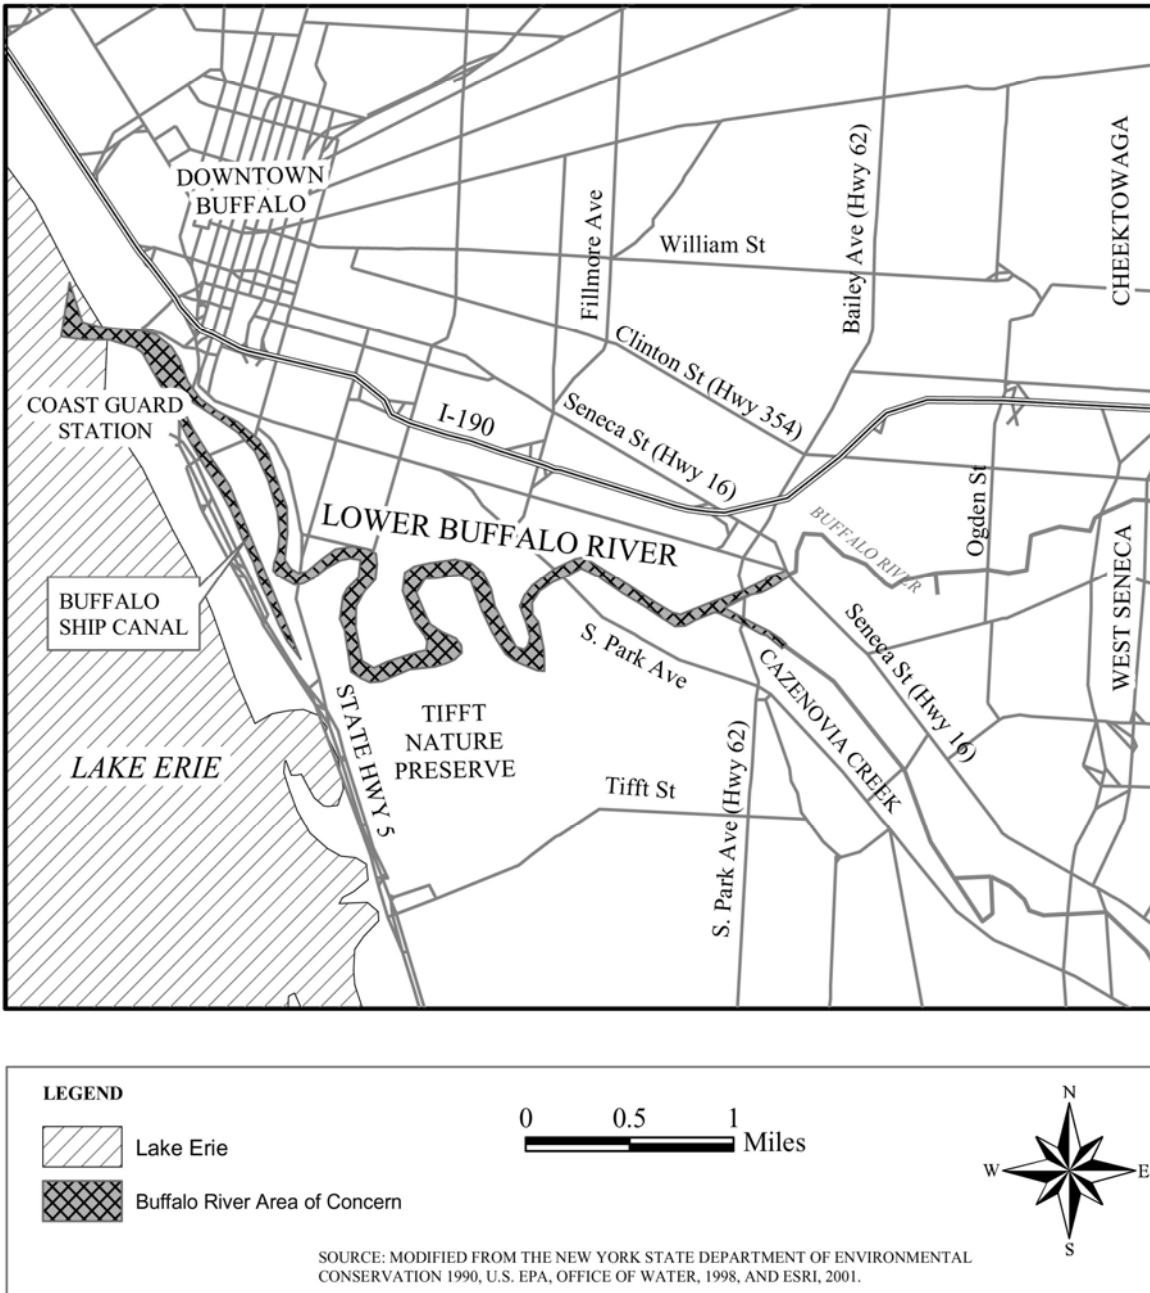 DOWNTOWN
BUFFALO
CHEEKTOWAGA
Bailey Ave (Hwy 62)
Fillmore Ave
William St
Clinton St (Hwy 354)
COAST GUARD
STATION
I-190
Seneca St (Hwy 16)
LOWER BUFFALO RIVER
BUFFALO RIVER
Ogden St
WEST SENECA
BUFFALO
SHIP CANAL
S. Park Ave
Seneca St (Hwy 16)
CAZENOVIA CREEK
STATE HWY 5
TIFFT
NATURE
PRESERVE
LAKE ERIE
Tifft St
S. Park Ave (Hwy 62)
LEGEND
Lake Erie
Buffalo River Area of Concern
0 0.5 1
Miles
N
W E
S
SOURCE: MODIFIED FROM THE NEW YORK STATE DEPARTMENT OF ENVIRONMENTAL
CONSERVATION 1990, U.S. EPA, OFFICE OF WATER, 1998, AND ESRI, 2001.